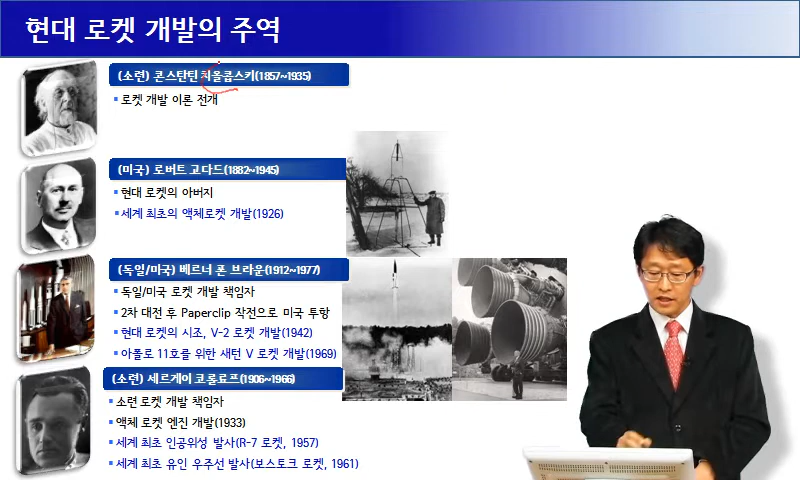 현대 로켓 개발의 주역
(소련) 콘스탄틴 치올콥스키(1857~1935)
▪로켓 개발 이론 전개
(미국) 로버트 고다드(1882~1945)
▪현대 로켓의 아버지
▪세계 최초의 액체로켓 개발(1926)
(독일/미국) 베르너 폰 브라운(1912~1977)
▪독일/미국 로켓 개발 책임자
▪2차 대전 후 Paperclip 작전으로 미국 투항
▪현대 로켓의 시조, V-2 로켓 개발(1942)
▪아폴로 11호를 위한 새턴 V 로켓 개발(1969)
(소련) 세르게이 코롤료프(1906~1966)
▪소련 로켓 개발 책임자
▪액체 로켓 엔진 개발(1933)
▪세계 최초 인공위성 발사(R-7 로켓, 1957)
▪세계 최초 유인 우주선 발사(보스토크 로켓, 1961)